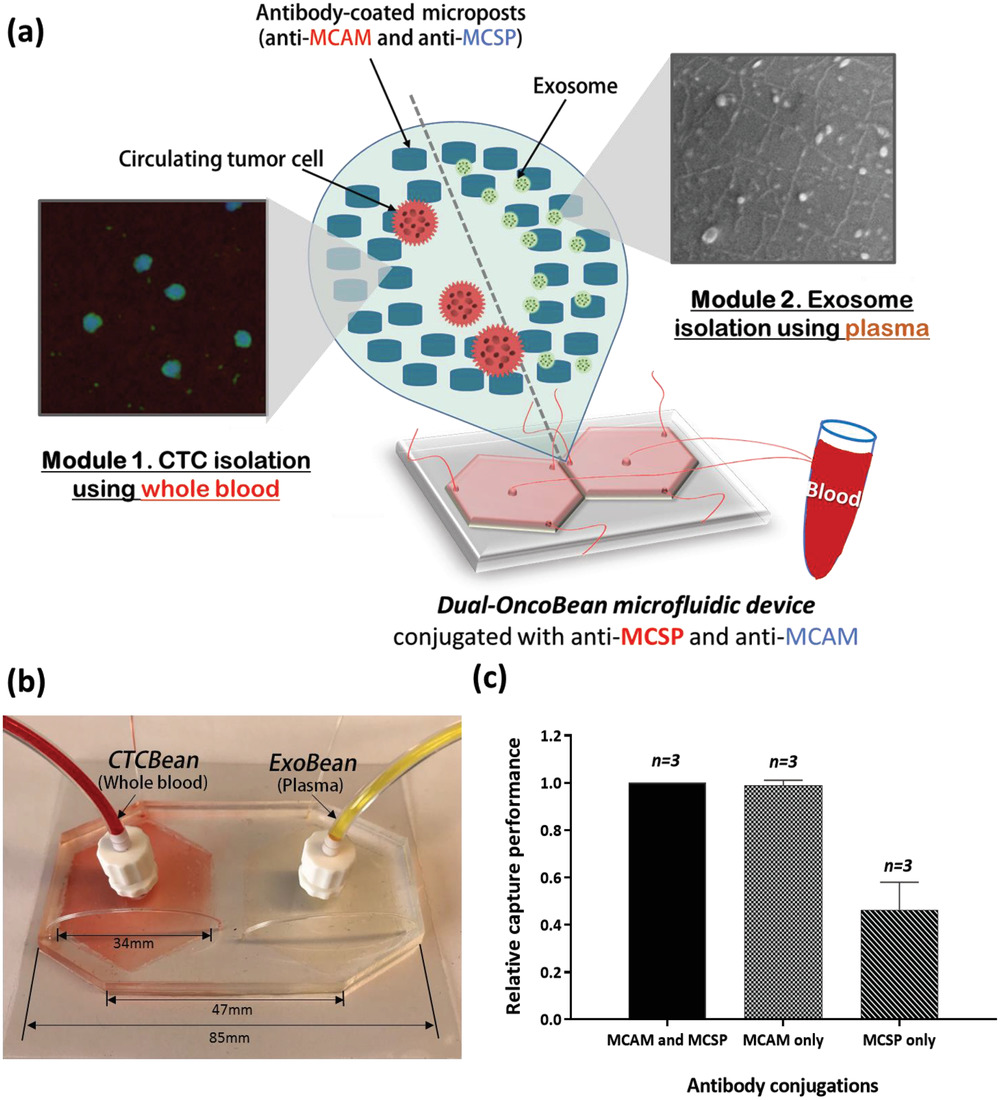 (a)
Antibody-coated microposts
(anti-MCAM and anti-MCSP)
Exosome
Circulating tumor cell
Module 2. Exosome
isolation using plasma
Module 1. CTC isolation
using whole blood
Blood
Dual-OncoBean microfluidic device
conjugated with anti-MCSP and anti-MCAM
(b)
CTCBean
(Whole blood)
ExoBean
(Plasma)
34mm
47mm
85mm
(c)
Relative capture performance
1.2
1.0
0.8
0.6
0.4
0.2
0.0
n=3
n=3
n=3
MCAM and MCSP
MCAM only
MCSP only
Antibody conjugations